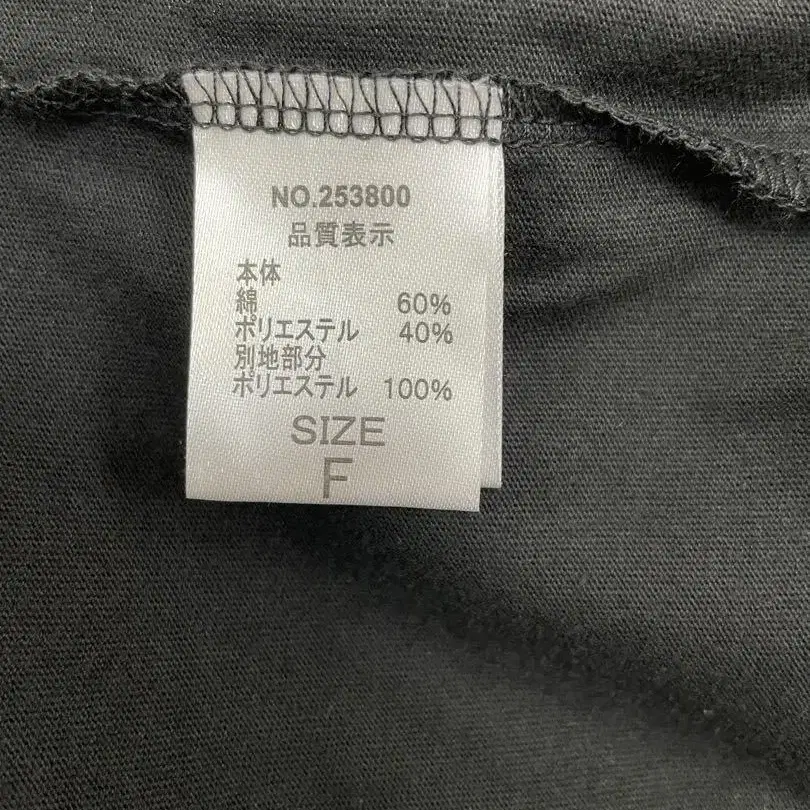 NO.253800
品質表示
本体
綿 60%
ポリエステル 40%
別地部分
ポリエステル 100%
SIZE
F